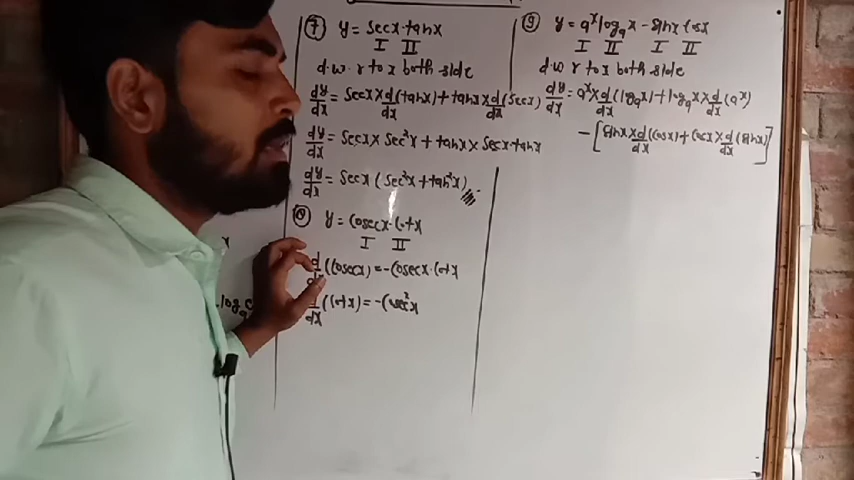 ⑦ y = secx·tanx
I II
d·w·r to x both side
dy/dx = secx × d/dx (tanx) + tanx × d/dx (secx)
dy/dx = secx × sec²x + tanx × secx·tanx
dy/dx = secx (sec²x + tan²x)
⑧ y = cosecx·cotx
I II
d/dx (cosecx) = -cosecx·cotx
d/dx (cotx) = -cosec²x
⑨ y = aˣ logₐx - sinx cosx
I II I II
d·w·r to x both side
dy/dx = aˣ × d/dx (logₐx) + logₐx × d/dx (aˣ)
- [sinx × d/dx (cosx) + cosx × d/dx (sinx)]